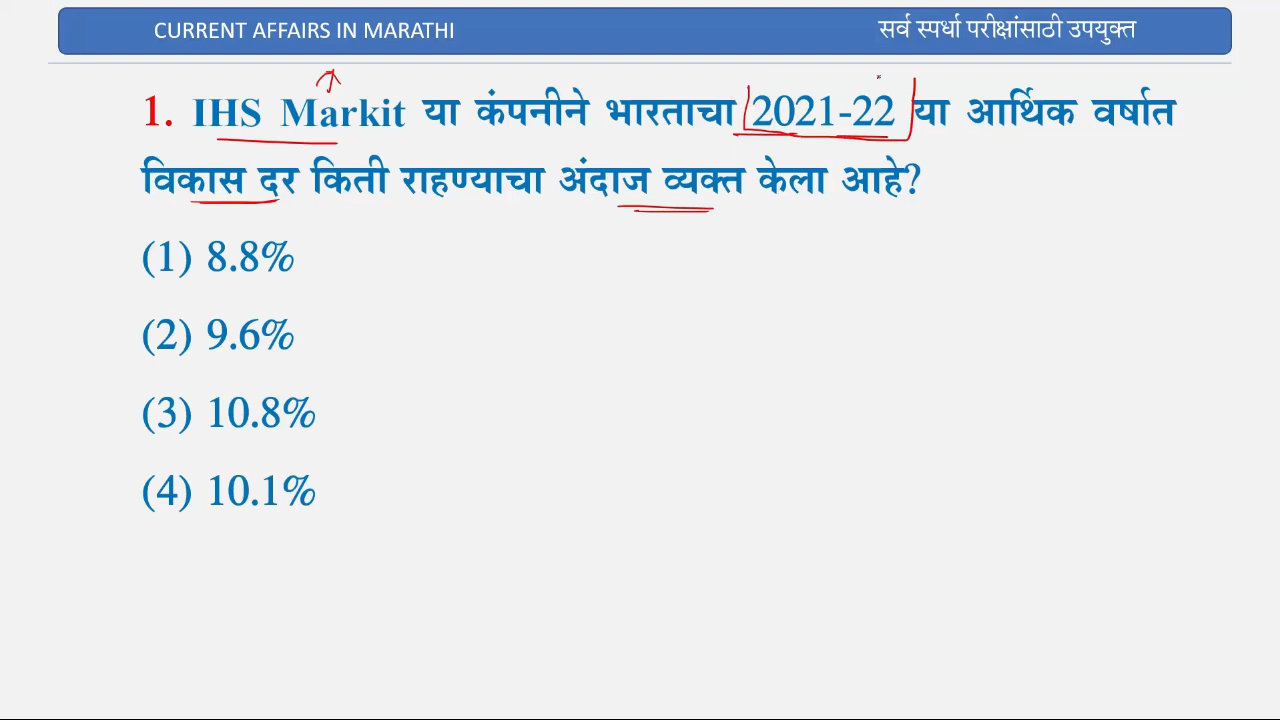 CURRENT AFFAIRS IN MARATHI
सर्व स्पर्धा परीक्षांसाठी उपयुक्त
1. IHS Markit या कंपनीने भारताचा 2021-22 या आर्थिक वर्षात
विकास दर किती राहण्याचा अंदाज व्यक्त केला आहे?
(1) 8.8%
(2) 9.6%
(3) 10.8%
(4) 10.1%